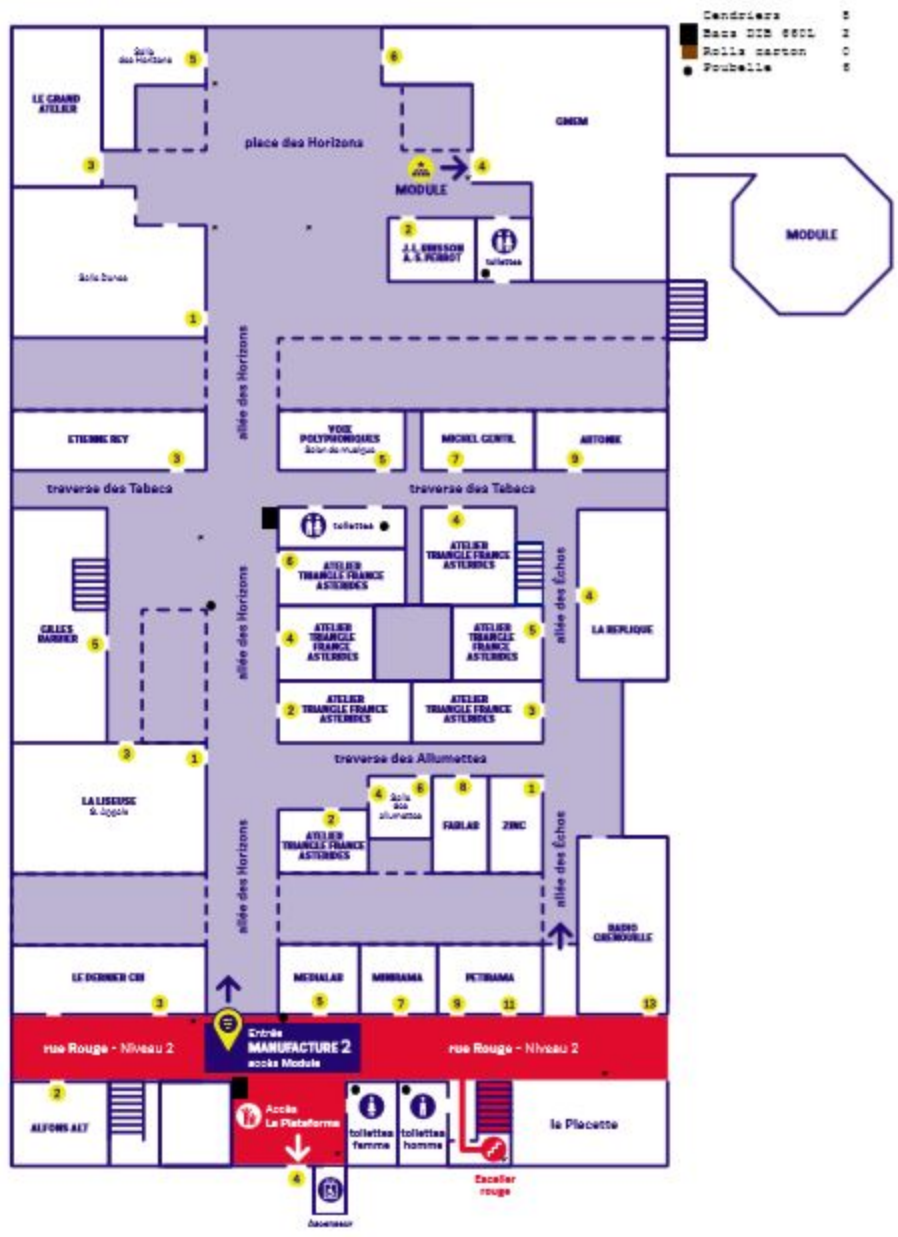 Cendriers 8
Bacs DIB 660L 2
Rolls carton 0
Poubelle 6
Salle
des Horizons
5
6
LE GRAND
ATELIER
GMEM
place des Horizons
3
4
MODULE
MODULE
2
A.-S. PERROT
toilettes
Salle Danse
1
allée des Horizons
ETIENNE REY
3
VOIX
POLYPHONIQUES
Salon de musique
5
MICHEL GENTIL
7
9
traverse des Tabacs
traverse des Tabacs
toilettes
4
ATELIER
TRIANGLE FRANCE
ASTERIDES
6
ATELIER
TRIANGLE FRANCE
ASTERIDES
allée des Horizons
allée des Échos
4
LA REPLIQUE
GILLES
BARBIER
5
4
ATELIER
TRIANGLE
FRANCE
ASTERIDES
5
ATELIER
TRIANGLE
FRANCE
ASTERIDES
2
ATELIER
TRIANGLE FRANCE
ASTERIDES
3
ATELIER
TRIANGLE FRANCE
ASTERIDES
3
1
traverse des Allumettes
LA LISEUSE
4
6
Salle
des
allumettes
8
FABLAB
1
ZINC
2
ATELIER
TRIANGLE FRANCE
ASTERIDES
allée des Horizons
allée des Échos
RADIO
GRENOUILLE
LE DERNIER CRI
3
MEDIALAB
5
MINIRAMA
7
PETIRAMA
9
11
13
rue Rouge - Niveau 2
Entrée
MANUFACTURE 2
accès Module
rue Rouge - Niveau 2
2
ALFONS ALT
Accès
La Plateforme
toilettes
femme
toilettes
homme
la Placette
4
Escalier
rouge
Ascenseur